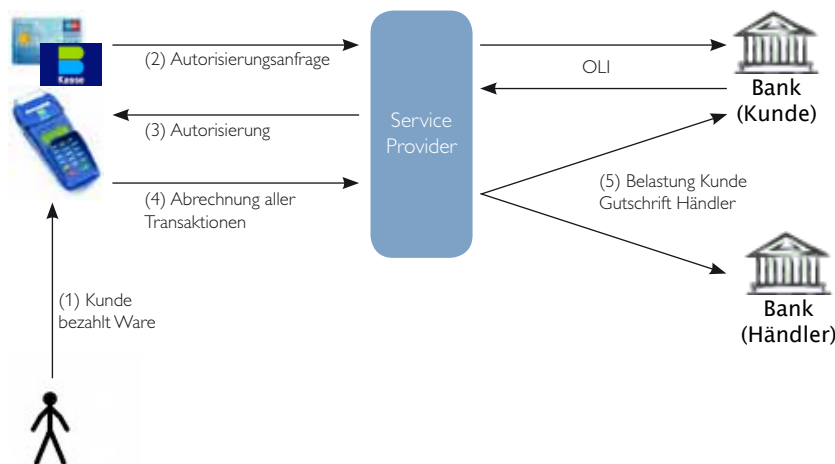 (2) Autorisierungsanfrage
OLI
Kasse
Bank
(Kunde)
(3) Autorisierung
Service
Provider
(4) Abrechnung aller
Transaktionen
(5) Belastung Kunde
Gutschrift Händler
(1) Kunde
bezahlt Ware
Bank
(Händler)